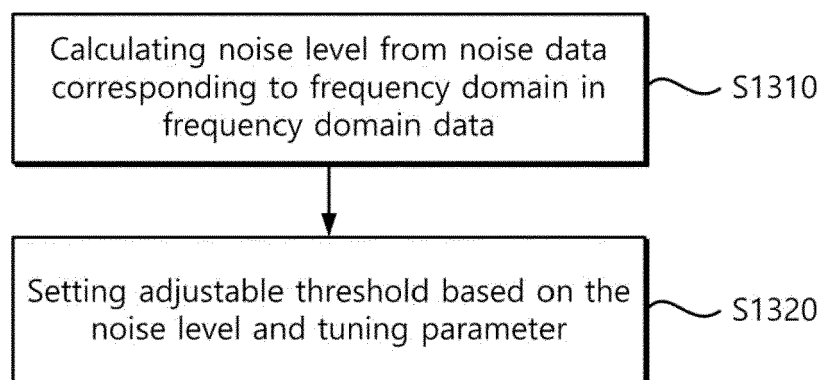 Calculating noise level from noise data
corresponding to frequency domain in
frequency domain data
S1310
Setting adjustable threshold based on the
noise level and tuning parameter
S1320